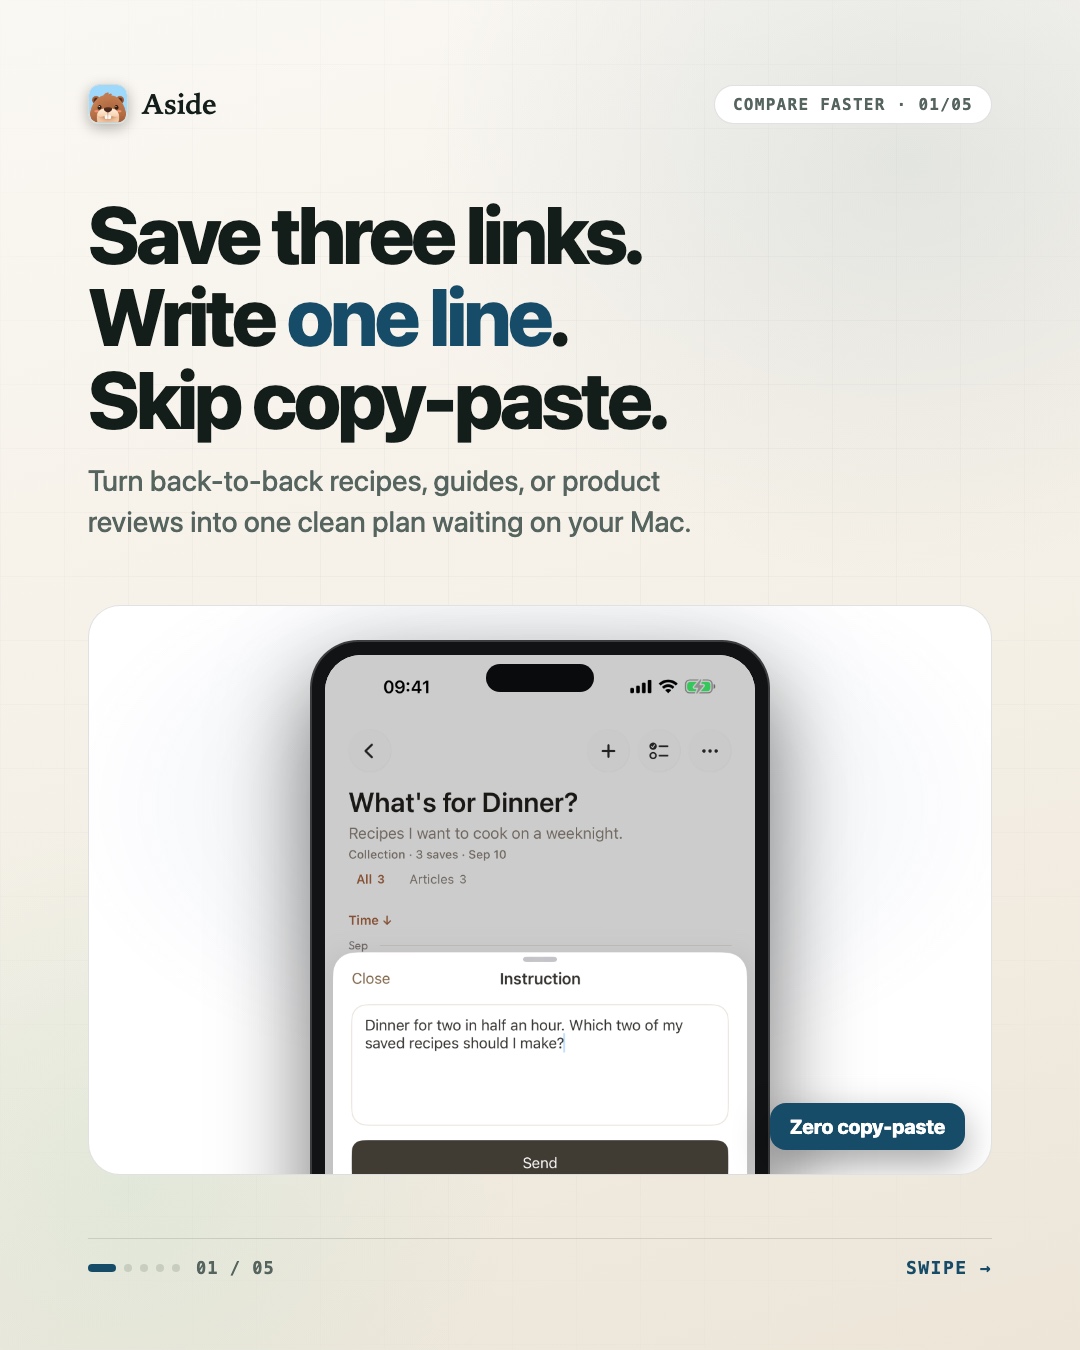 Aside
COMPARE FASTER · 01/05
Save three links.
Write one line.
Skip copy-paste.
Turn back-to-back recipes, guides, or product
reviews into one clean plan waiting on your Mac.
09:41
What's for Dinner?
Recipes I want to cook on a weeknight.
Collection · 3 saves · Sep 10
All 3 Articles 3
Time ↓
Sep
Close Instruction
Dinner for two in half an hour. Which two of my
saved recipes should I make?
Zero copy-paste
Send
01 / 05
SWIPE →